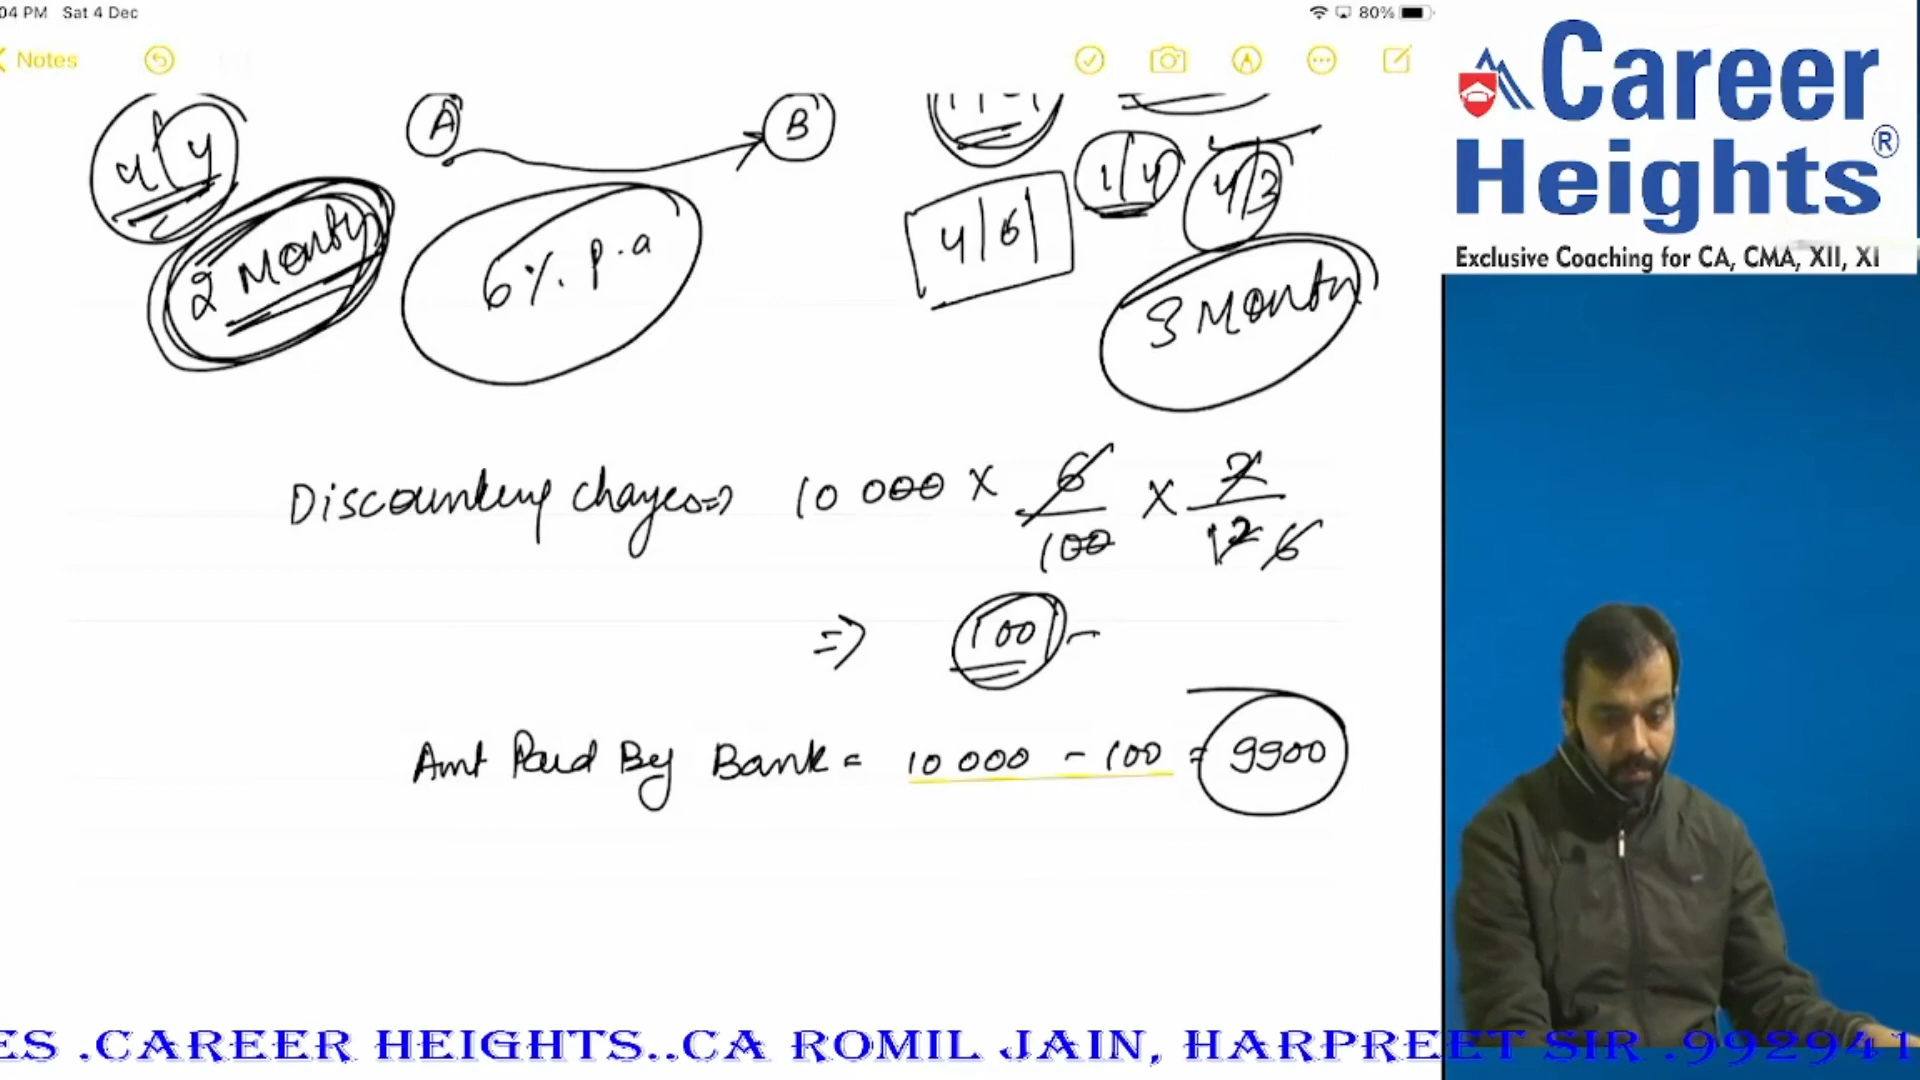 04 PM Sat 4 Dec
80%
Notes
A B
4/4
1/4 4/3
2 Month
6%. p.a
4/6/
3 Month
Discounting charges ⇒ 10 000 × 6/100 × 2/12 6
⇒ 100/-
Amt Paid By Bank = 10 000 - 100 = 9900
Career
Heights®
Exclusive Coaching for CA, CMA, XII, XI
ES .CAREER HEIGHTS..CA ROMIL JAIN, HARPREET SIR .992941